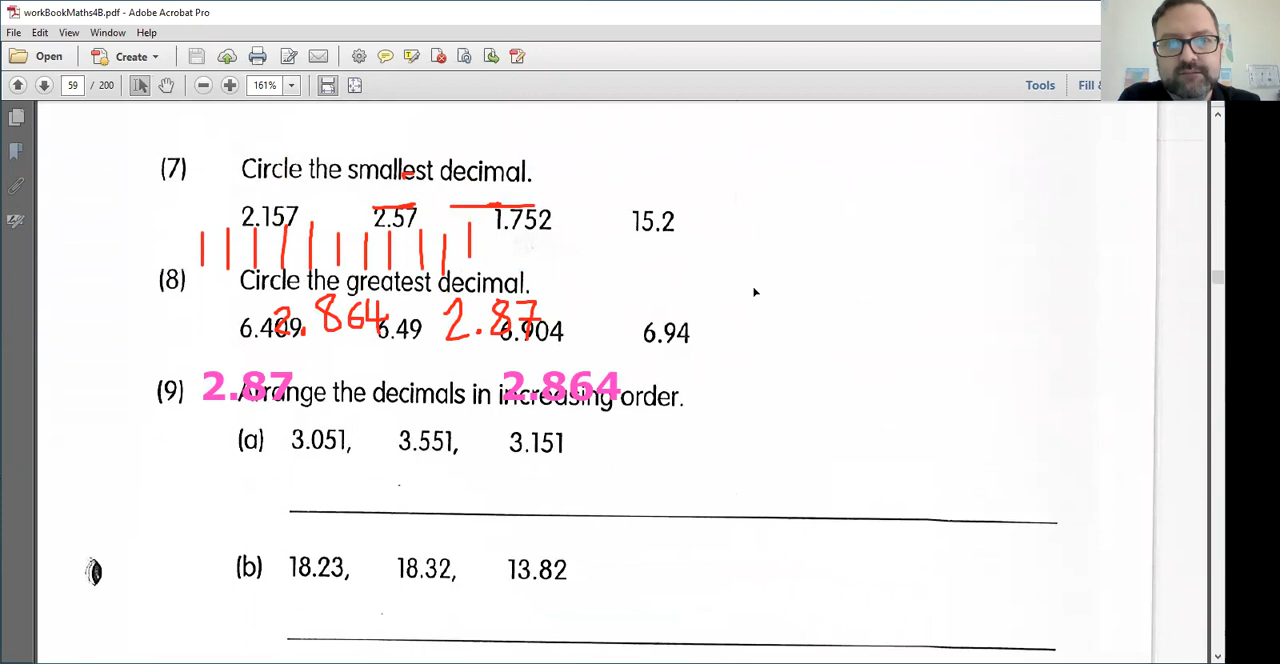 workBookMaths4B.pdf - Adobe Acrobat Pro
File Edit View Window Help
Open Create
59 / 200 161% Tools Fill &
(7) Circle the smallest decimal.
2.157 2.57 1.752 15.2
(8) Circle the greatest decimal.
2.864 2.87
6.409 6.49 6.904 6.94
2.87 2.864
(9) Arrange the decimals in increasing order.
(a) 3.051, 3.551, 3.151
(b) 18.23, 18.32, 13.82